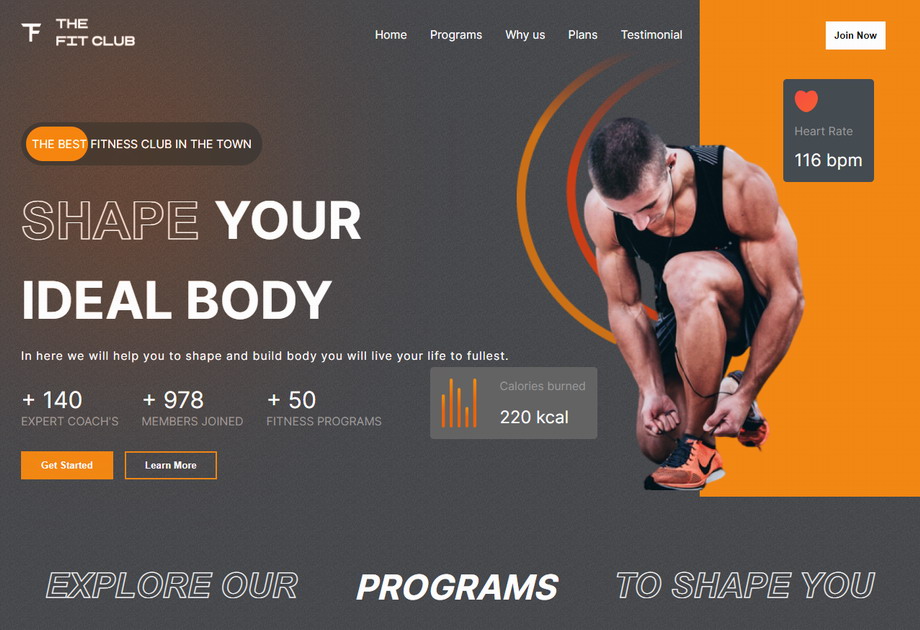 THE
FIT CLUB
Home Programs Why us Plans Testimonial
Join Now
Heart Rate
116 bpm
THE BEST FITNESS CLUB IN THE TOWN
SHAPE YOUR
IDEAL BODY
In here we will help you to shape and build body you will live your life to fullest.
+ 140
EXPERT COACH'S
+ 978
MEMBERS JOINED
+ 50
FITNESS PROGRAMS
Calories burned
220 kcal
Get Started
Learn More
EXPLORE OUR PROGRAMS TO SHAPE YOU